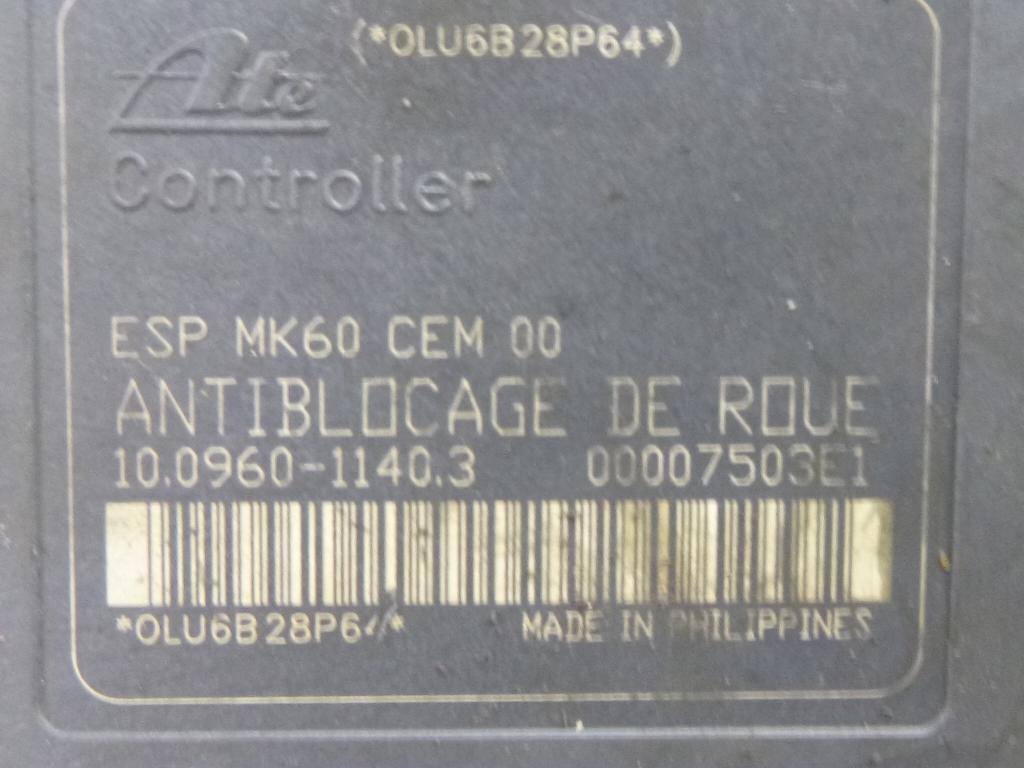 (*OLU6B28P64*)
Ate
Controller
ESP MK60 CEM 00
ANTIBLOCAGE DE ROUE
10.0960-1140.3 00007503E1
*OLU6B28P64*
MADE IN PHILIPPINES